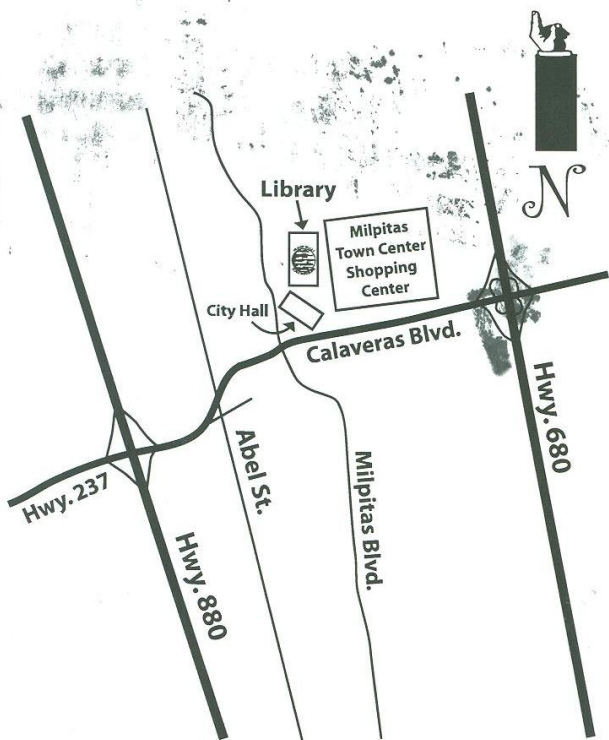 N
Library
Milpitas
Town Center
Shopping
Center
City Hall
Calaveras Blvd.
Hwy. 680
Hwy. 237
Abel St.
Milpitas Blvd.
Hwy. 880